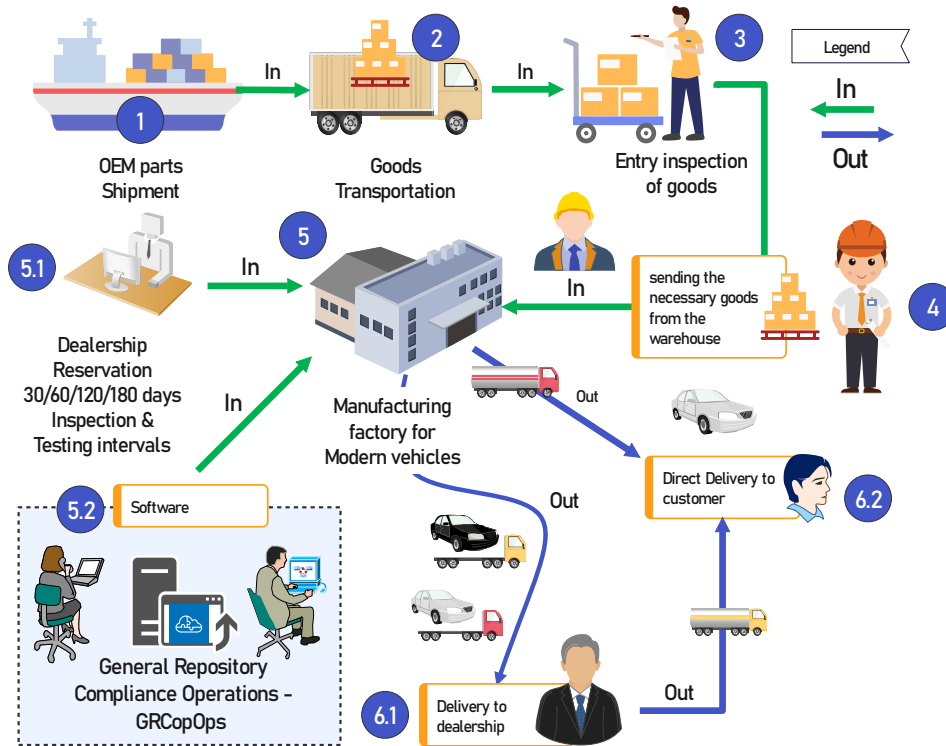 In
2
In
3
Legend
In
Out
1
OEM parts
Shipment
Goods
Transportation
Entry inspection
of goods
5.1
In
5
In
sending the
necessary goods
from the
warehouse
4
Dealership
Reservation
30/60/120/180 days
Inspection &
Testing intervals
In
Manufacturing
factory for
Modern vehicles
Out
5.2
Software
Out
Direct Delivery to
customer
6.2
General Repository
Compliance Operations -
GRCopOps
6.1
Delivery to
dealership
Out